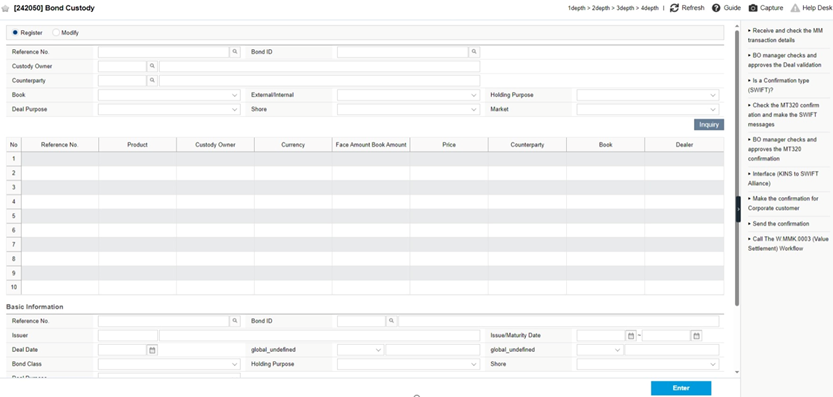 [242050] Bond Custody
1depth > 2depth > 3depth > 4depth | Refresh Guide Capture Help Desk
Register Modify
Reference No. Bond ID
Custody Owner
Counterparty
Book External/Internal Holding Purpose
Deal Purpose Shore Market
Inquiry
No Reference No. Product Custody Owner Currency Face Amount Book Amount Price Counterparty Book Dealer
1
2
3
4
5
6
7
8
9
10
Basic Information
Reference No. Bond ID
Issuer Issue/Maturity Date ~
Deal Date global_undefined global_undefined
Bond Class Holding Purpose Shore
Deal Purpose
Enter
Receive and check the MM
transaction details
BO manager checks and
approves the Deal validation
Is a Confirmation type
(SWIFT)?
Check the MT320 confirm
ation and make the SWIFT
messages
BO manager checks and
approves the MT320
confirmation
Interface (KINS to SWIFT
Alliance)
Make the confirmation for
Corporate customer
Send the confirmation
Call The W.MMK.0003 (Value
Settlement) Workflow